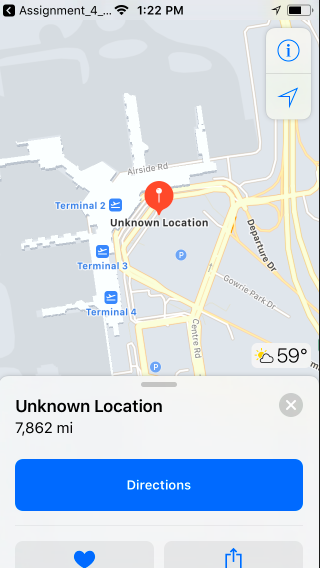 Assignment_4_... 1:22 PM
Airside Rd
Terminal 2
Unknown Location
Departure Dr
Terminal 3
Gowrie Park Dr
Terminal 4
Centre Rd
59°
Unknown Location
7,862 mi
Directions